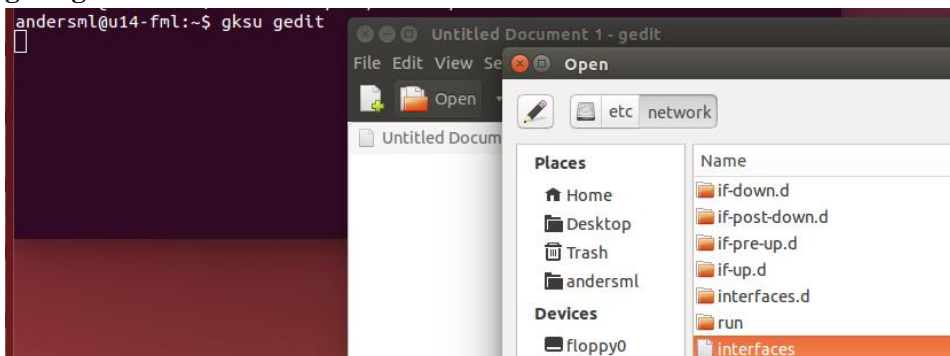 andersml@u14-fml:~$ gksu gedit
Untitled Document 1 - gedit
File Edit View Se
Open
Open
etc network
Untitled Docum
Places
Name
Home
if-down.d
Desktop
if-post-down.d
Trash
if-pre-up.d
andersml
if-up.d
Devices
interfaces.d
floppy0
run
interfaces